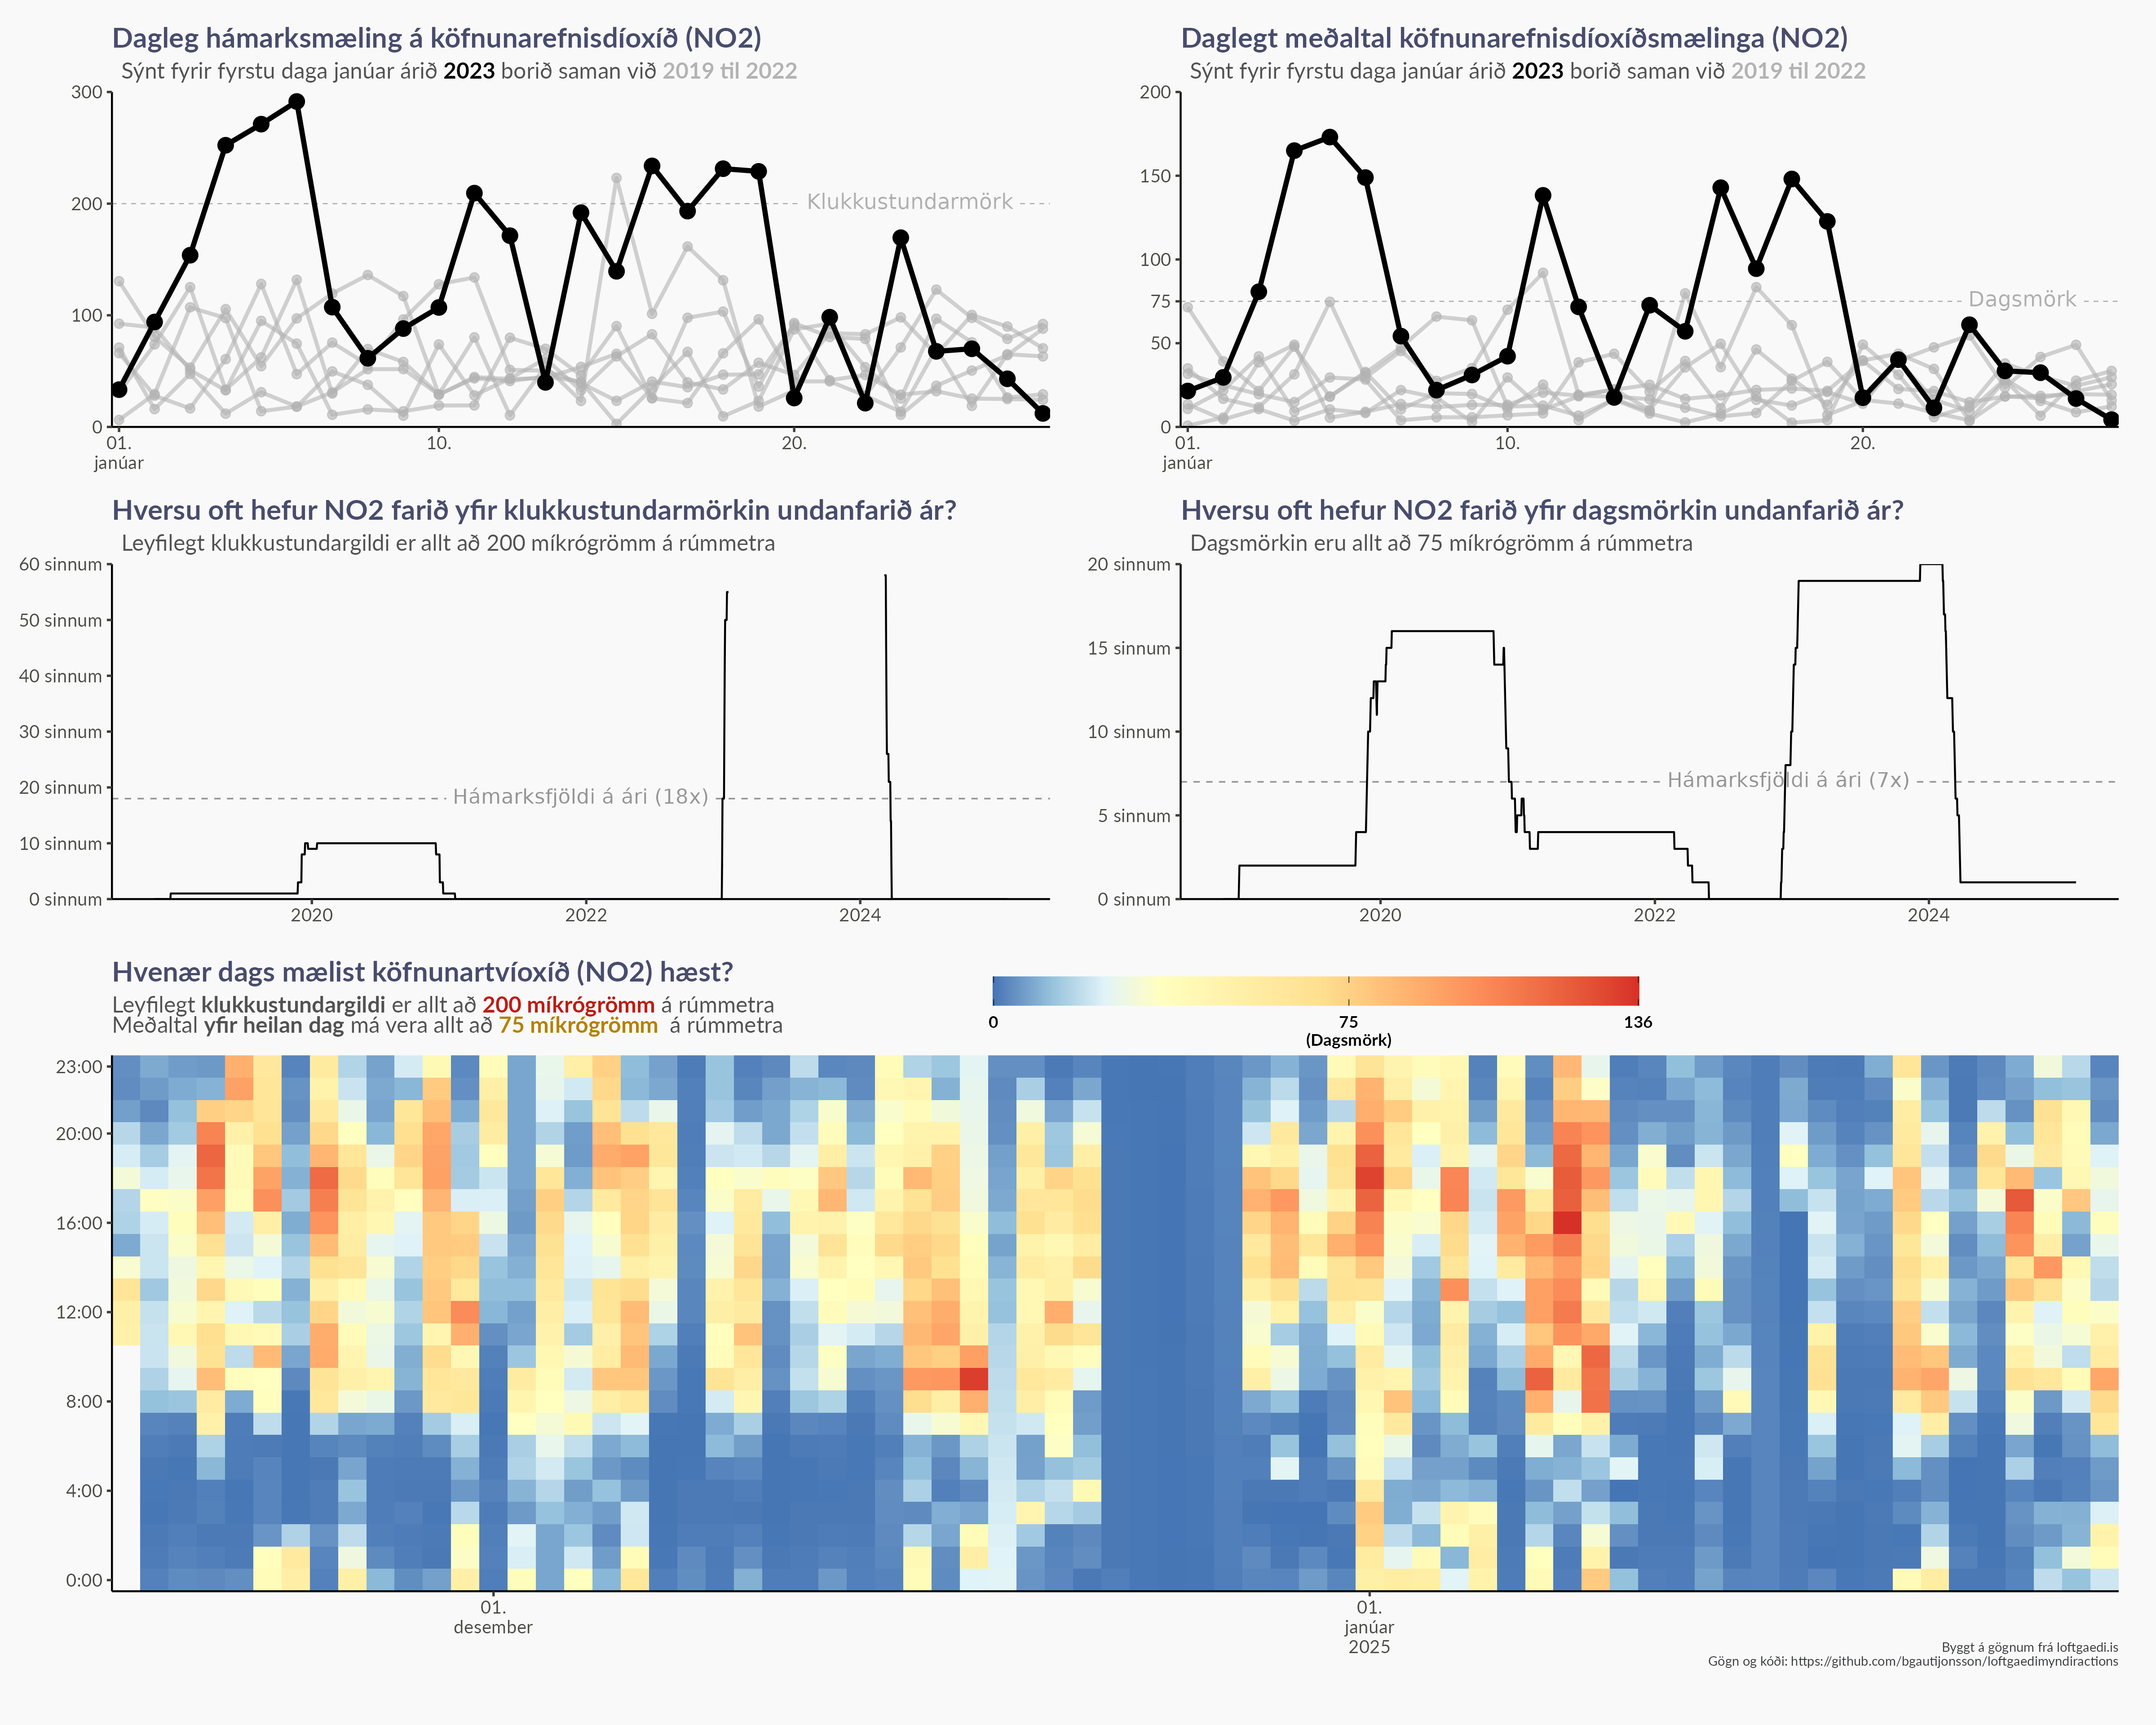 Dagleg hámarksmæling á köfnunarefnisdíoxíð (NO2)
Sýnt fyrir fyrstu daga janúar árið 2023 borið saman við 2019 til 2022
300
200
100
0
Klukkustundarmörk
01.
janúar
10.
20.
Daglegt meðaltal köfnunarefnisdíoxíðsmælinga (NO2)
Sýnt fyrir fyrstu daga janúar árið 2023 borið saman við 2019 til 2022
200
150
100
75
50
0
Dagsmörk
01.
janúar
10.
20.
Hversu oft hefur NO2 farið yfir klukkustundarmörkin undanfarið ár?
Leyfilegt klukkustundargildi er allt að 200 míkrógrömm á rúmmetra
60 sinnum
50 sinnum
40 sinnum
30 sinnum
20 sinnum
10 sinnum
0 sinnum
Hámarksfjöldi á ári (18x)
2020
2022
2024
Hversu oft hefur NO2 farið yfir dagsmörkin undanfarið ár?
Dagsmörkin eru allt að 75 míkrógrömm á rúmmetra
20 sinnum
15 sinnum
10 sinnum
5 sinnum
0 sinnum
Hámarksfjöldi á ári (7x)
2020
2022
2024
Hvenær dags mælist köfnunartvíoxíð (NO2) hæst?
Leyfilegt klukkustundargildi er allt að 200 míkrógrömm á rúmmetra
Meðaltal yfir heilan dag má vera allt að 75 míkrógrömm á rúmmetra
0
75
(Dagsmörk)
136
23:00
20:00
16:00
12:00
8:00
4:00
0:00
01.
desember
01.
janúar
2025
Byggt á gögnum frá loftgaedi.is
Gögn og kóði: https://github.com/bgautijonsson/loftgaedimyndiractions